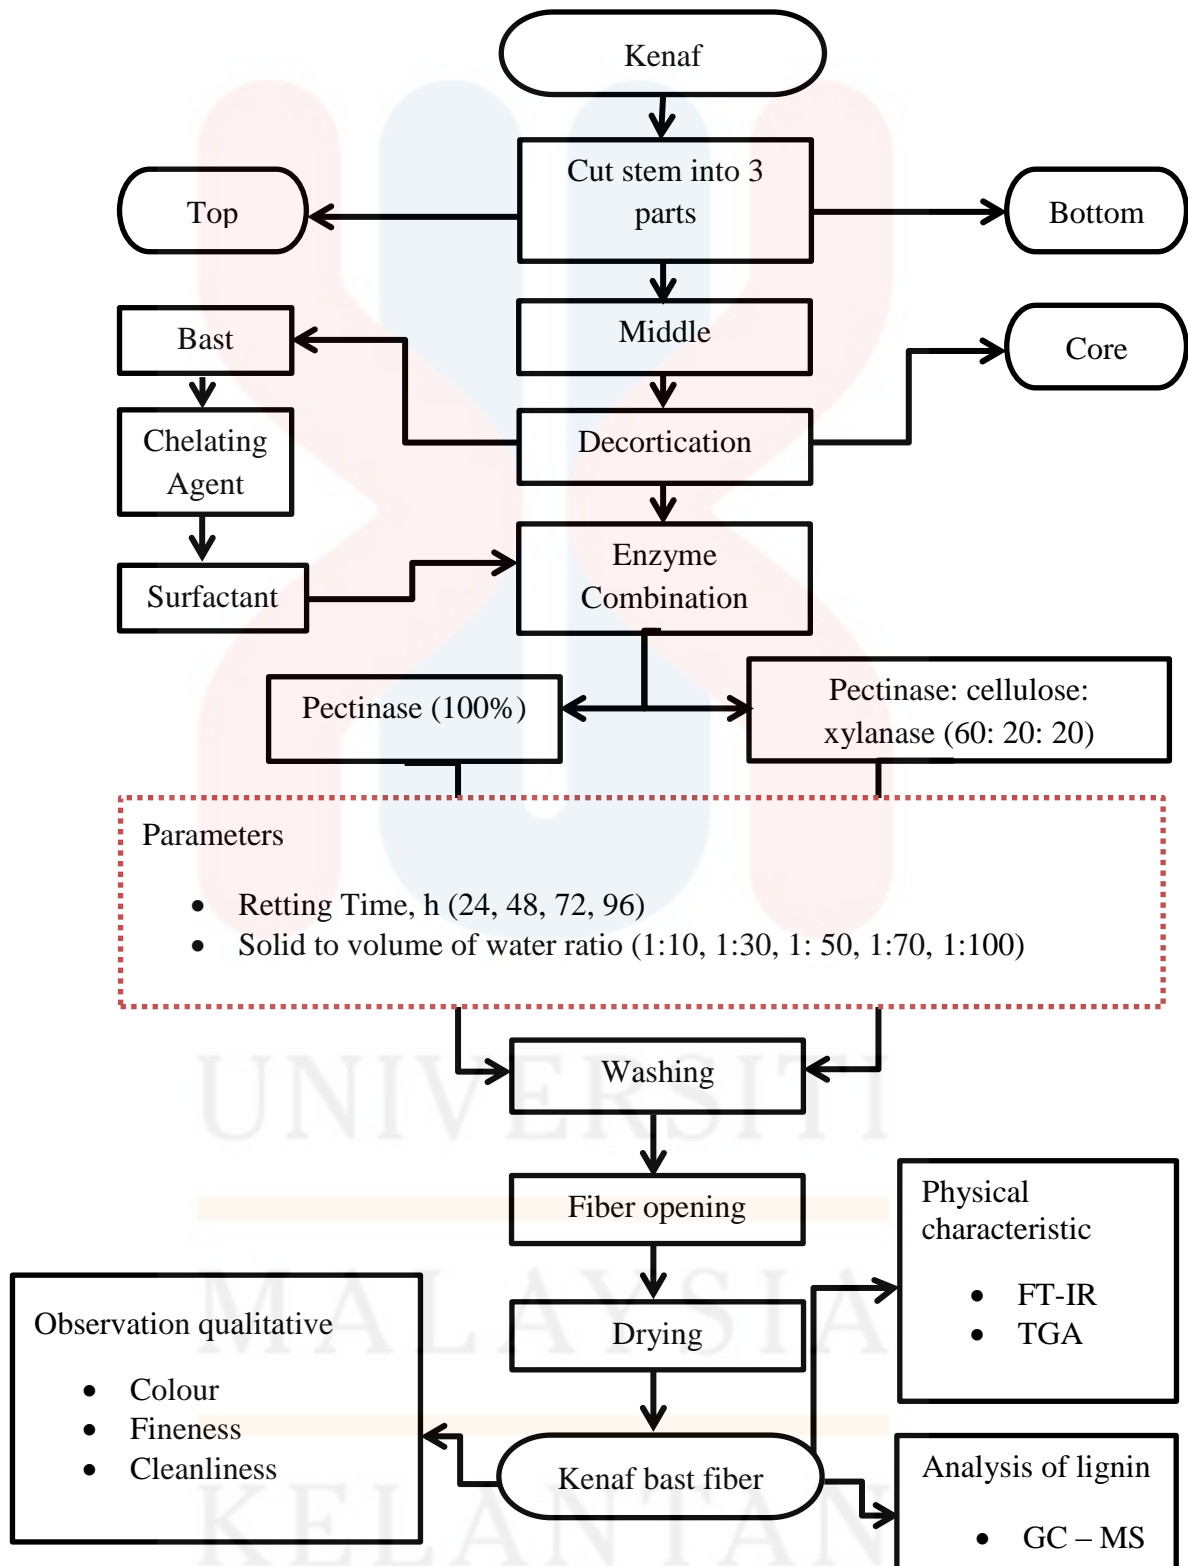 Kenaf
Cut stem into 3
parts
Top
Bottom
Bast
Middle
Core
Chelating
Agent
Decortication
Surfactant
Enzyme
Combination
Pectinase (100%)
Pectinase: cellulose:
xylanase (60: 20: 20)
Parameters
• Retting Time, h (24, 48, 72, 96)
• Solid to volume of water ratio (1:10, 1:30, 1: 50, 1:70, 1:100)
Washing
UNIVERSITI
Fiber opening
Physical
characteristic
• FT-IR
• TGA
MALAYSIA
Drying
Observation qualitative
• Colour
• Fineness
• Cleanliness
Kenaf bast fiber
KELANTAN
Analysis of lignin
• GC – MS